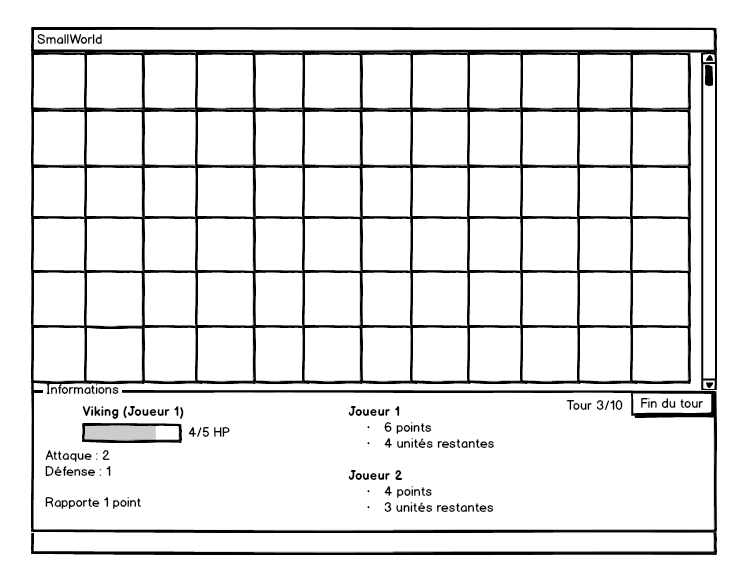 SmallWorld
Informations
Viking (Joueur 1)
4/5 HP
Attaque : 2
Défense : 1
Rapporte 1 point
Joueur 1
· 6 points
· 4 unités restantes
Joueur 2
· 4 points
· 3 unités restantes
Tour 3/10
Fin du tour